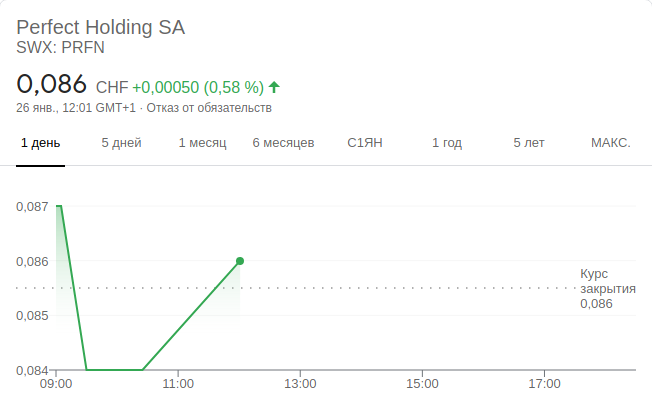 Perfect Holding SA
SWX: PRFN
0,086 CHF +0,00050 (0,58 %)
26 янв., 12:01 GMT+1 · Отказ от обязательств
1 день 5 дней 1 месяц 6 месяцев С1ЯН 1 год 5 лет МАКС.
0,087
0,086
Курс
закрытия
0,086
0,085
0,084
09:00 11:00 13:00 15:00 17:00